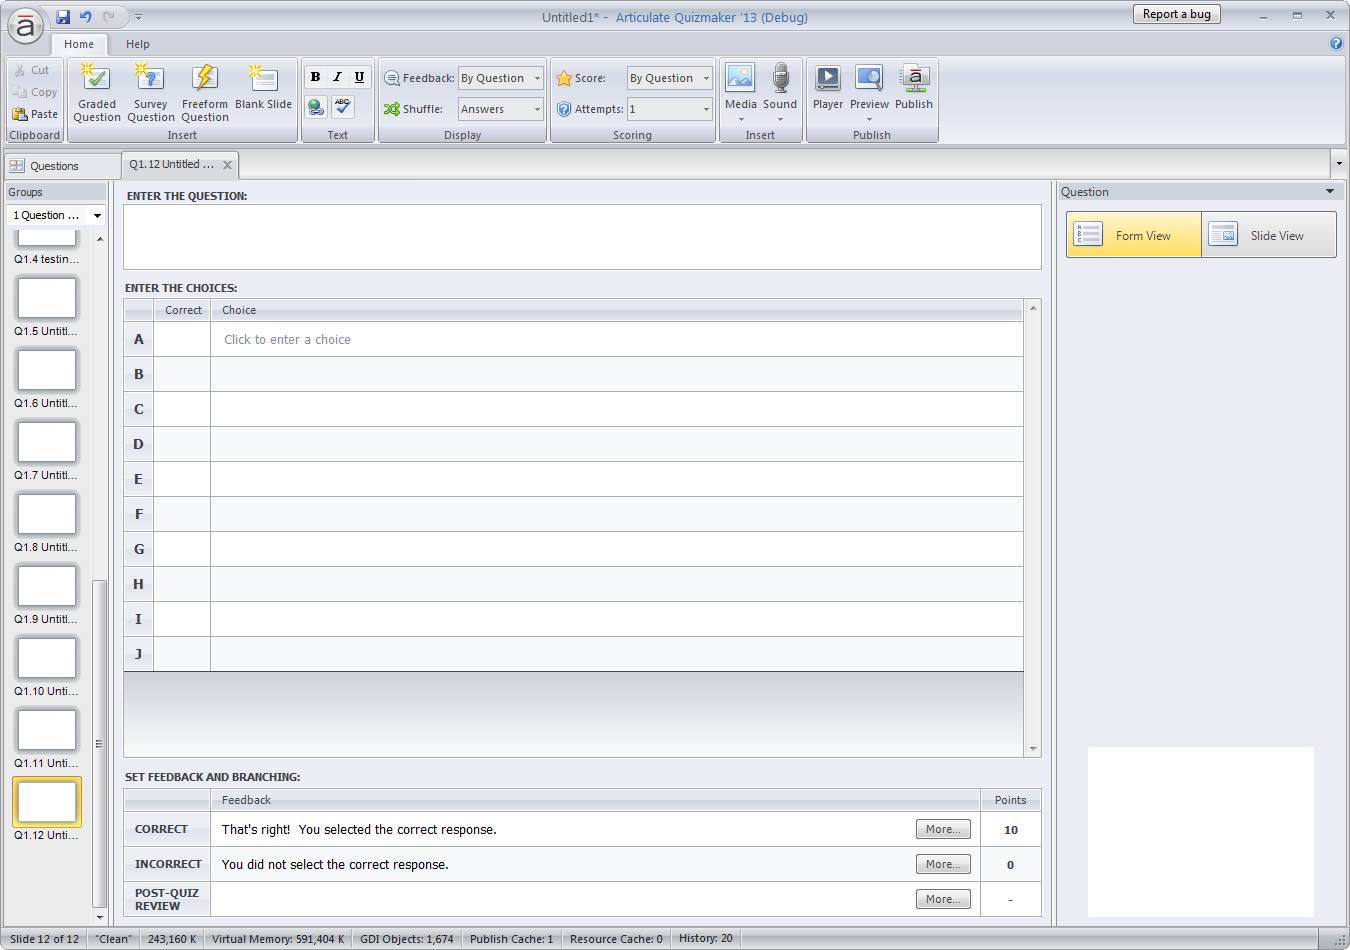 Untitled1* - Articulate Quizmaker '13 (Debug)
Report a bug
Home
Help
Cut
Copy
Paste
Clipboard
Graded Question
Survey Question
Freeform Question
Blank Slide
Insert
B I U
ABC
Text
Feedback: By Question
Shuffle: Answers
Display
Score: By Question
Attempts: 1
Scoring
Media
Sound
Insert
Player
Preview
Publish
Publish
Questions
Q1.12 Untitled ...
Groups
1 Question ...
Q1.4 testin...
Q1.5 Untitl...
Q1.6 Untitl...
Q1.7 Untitl...
Q1.8 Untitl...
Q1.9 Untitl...
Q1.10 Unti...
Q1.11 Unti...
Q1.12 Unti...
ENTER THE QUESTION:
ENTER THE CHOICES:
Correct Choice
A Click to enter a choice
B
C
D
E
F
G
H
I
J
SET FEEDBACK AND BRANCHING:
Feedback Points
CORRECT That's right! You selected the correct response. More... 10
INCORRECT You did not select the correct response. More... 0
POST-QUIZ REVIEW More... -
Question
Form View
Slide View
Slide 12 of 12 "Clean" 243,160 K Virtual Memory: 591,404 K GDI Objects: 1,674 Publish Cache: 1 Resource Cache: 0 History: 20